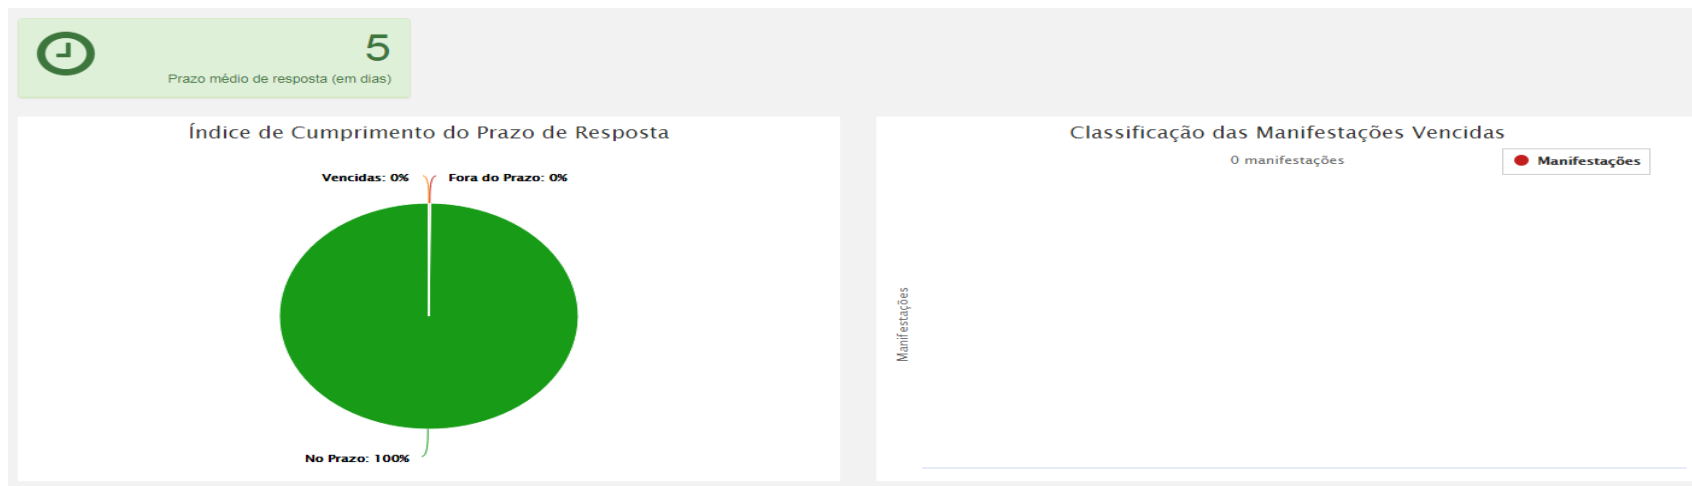 5
Prazo médio de resposta (em dias)
Índice de Cumprimento do Prazo de Resposta
Vencidas: 0%
Fora do Prazo: 0%
No Prazo: 100%
Classificação das Manifestações Vencidas
0 manifestações
Manifestações
Manifestações